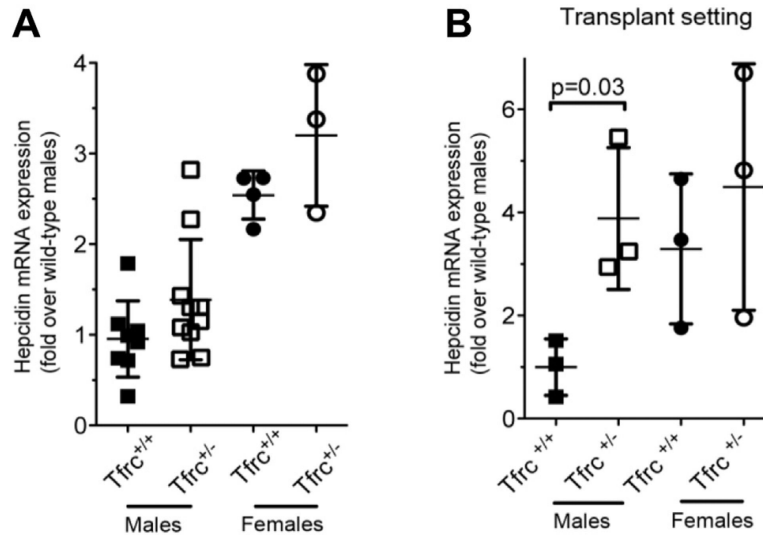 A
Hepcidin mRNA expression
(fold over wild-type males)
4
3
2
1
0
Tfrc+/+
Tfrc+/-
Tfrc+/+
Tfrc+/-
Males
Females
B
Transplant setting
Hepcidin mRNA expression
(fold over wild-type males)
6
4
2
0
p=0.03
Tfrc+/+
Tfrc+/-
Tfrc+/+
Tfrc+/-
Males
Females